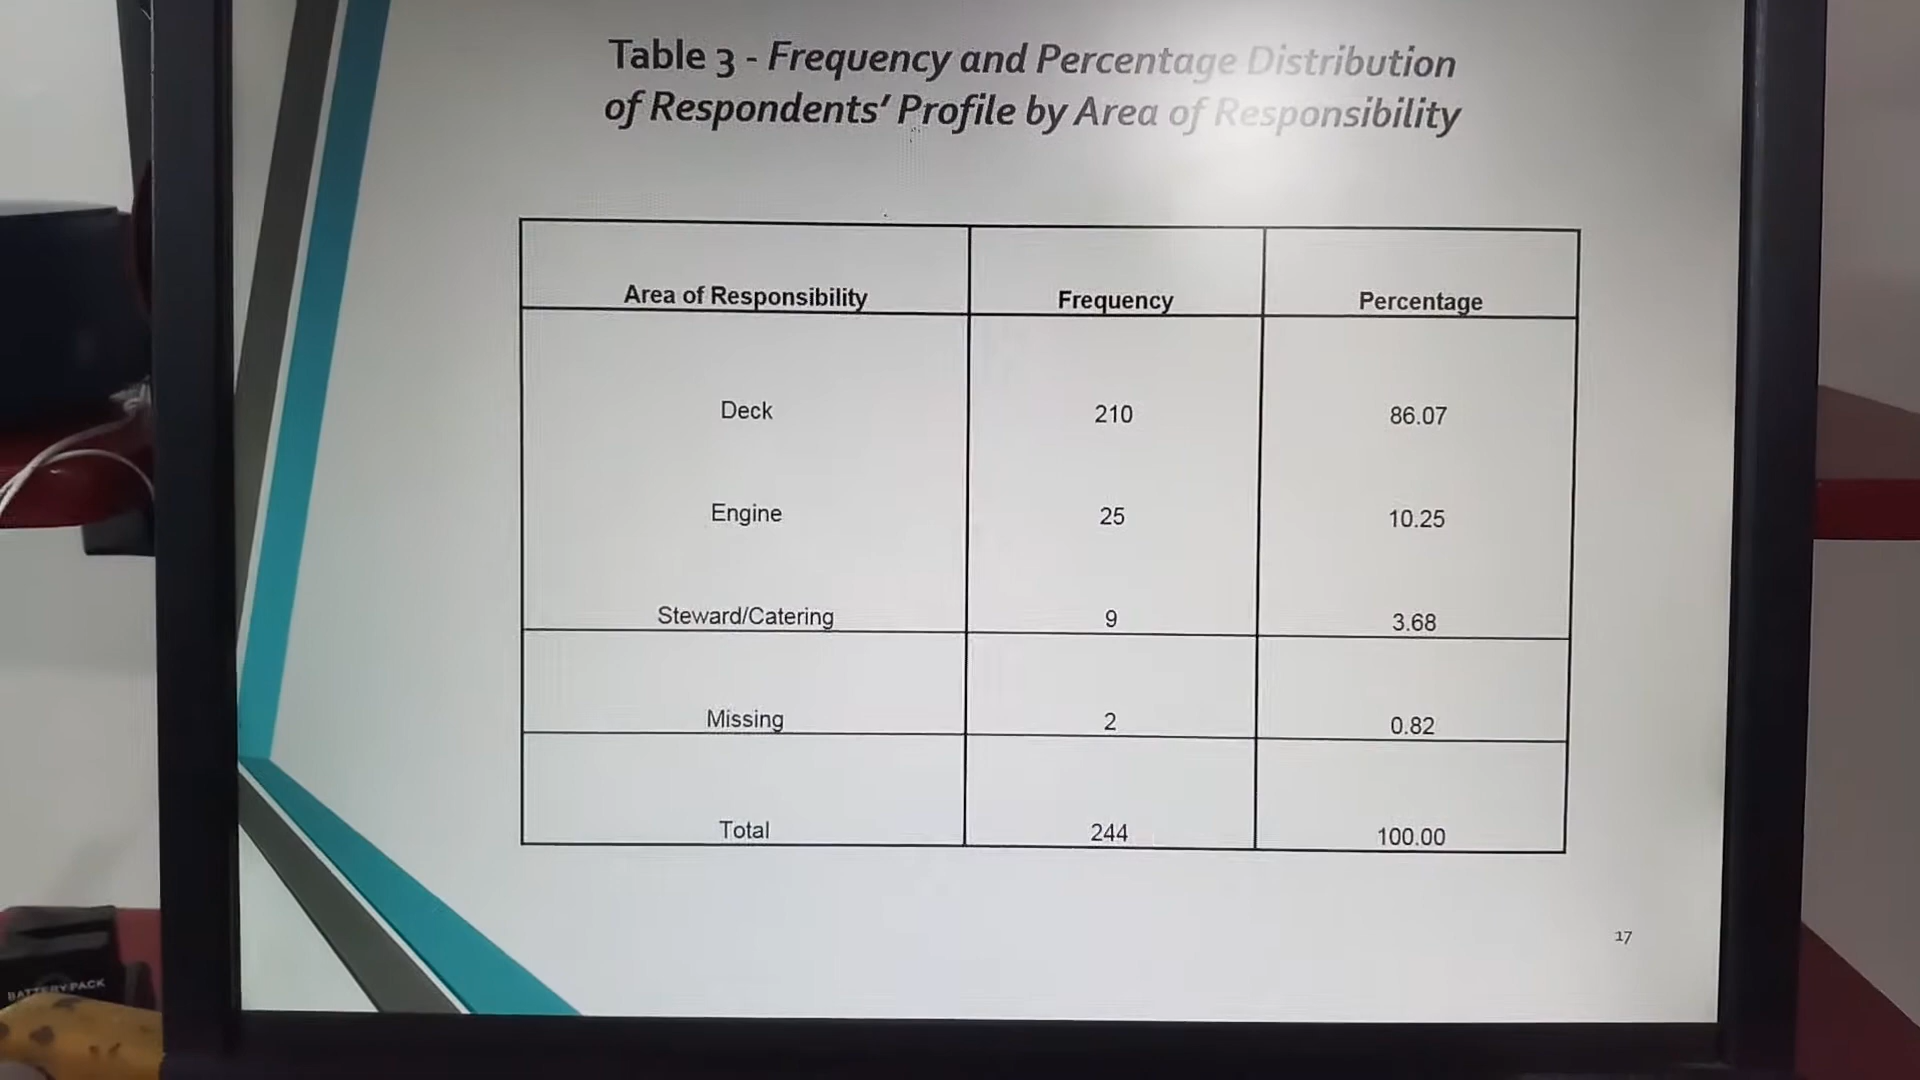 Table 3 - Frequency and Percentage Distribution
of Respondents' Profile by Area of Responsibility
Area of Responsibility Frequency Percentage
Deck 210 86.07
Engine 25 10.25
Steward/Catering 9 3.68
Missing 2 0.82
Total 244 100.00
17
BATTERY PACK